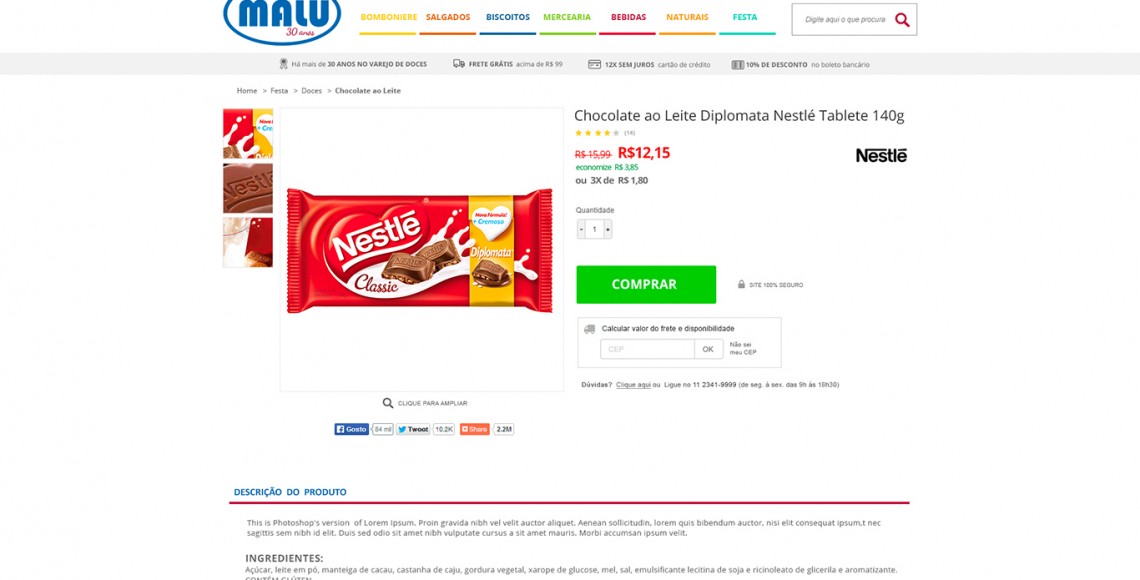 MALU
30 anos
BOMBONIERE SALGADOS BISCOITOS MERCEARIA BEBIDAS NATURAIS FESTA
Digite aqui o que procura
Há mais de 30 ANOS NO VAREJO DE DOCES FRETE GRÁTIS acima de R$ 99 12X SEM JUROS cartão de crédito 10% DE DESCONTO no boleto bancário
Home > Festa > Doces > Chocolate ao Leite
Chocolate ao Leite Diplomata Nestlé Tablete 140g
(16)
R$ 15,99 R$12,15
economize R$ 3,85
ou 3X de R$ 1,80
Nestlé
Quantidade
- 1 +
COMPRAR
SITE 100% SEGURO
Calcular valor do frete e disponibilidade
CEP OK
Não sei
meu CEP
Dúvidas? Clique aqui ou Ligue no 11 2341-9999 (de seg. à sex. das 9h às 18h30)
Nestlé
Classic
Nova Fórmula!
+ Cremoso
Diplomata
Nestlé
CLIQUE PARA AMPLIAR
Gosto 84 mil Tweet 10.2K Share 2.2M
DESCRIÇÃO DO PRODUTO
This is Photoshop's version of Lorem Ipsum. Proin gravida nibh vel velit auctor aliquet. Aenean sollicitudin, lorem quis bibendum auctor, nisi elit consequat ipsum,t nec
sagittis sem nibh id elit. Duis sed odio sit amet nibh vulputate cursus a sit amet mauris. Morbi accumsan ipsum velit.
INGREDIENTES:
Açúcar, leite em pó, manteiga de cacau, castanha de caju, gordura vegetal, xarope de glucose, mel, sal, emulsificante lecitina de soja e ricinoleato de glicerila e aromatizante.
CONTÉM GLÚTEN